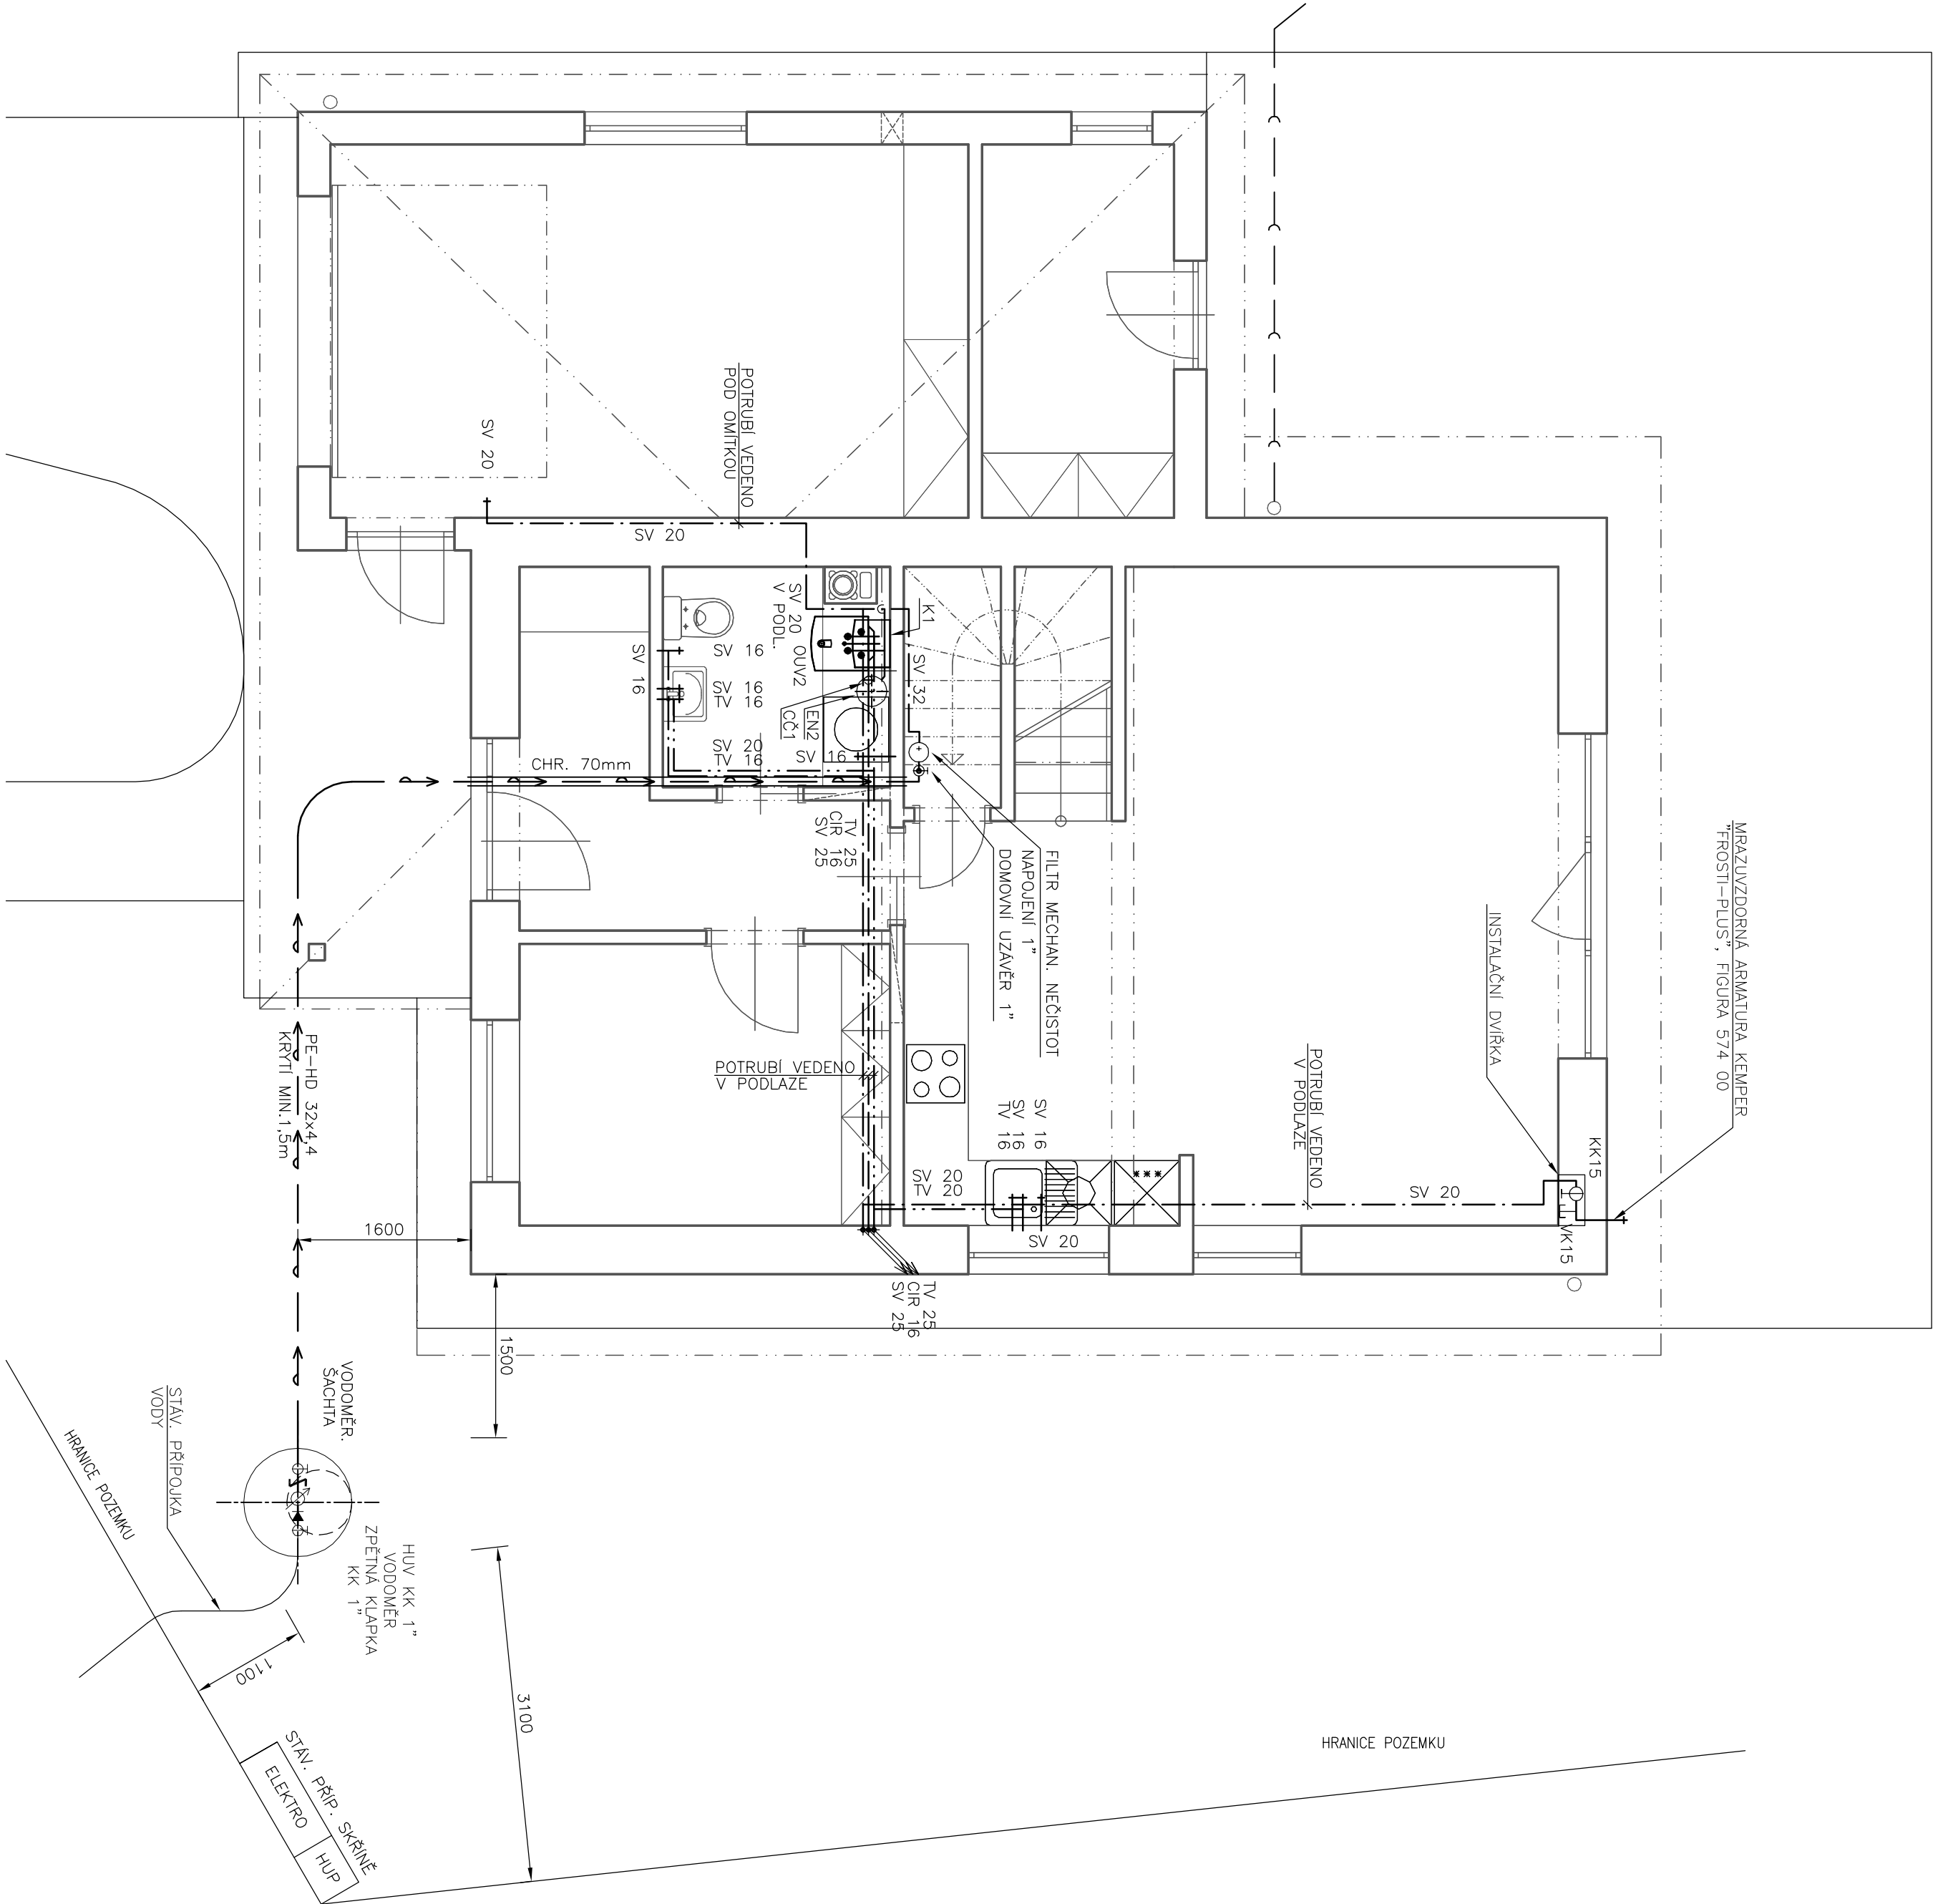 POTRUBÍ VEDENO
POD OMÍTKOU
SV 20
SV 20
SV 20
V PODL.
OUV2
K1
SV 32
SV 16
SV 16
SV 16
TV 16
EN2
CČ1
SV 20
TV 16
SV 16
CHR. 70mm
TV 25
CIR 16
SV 25
FILTR MECHAN. NEČISTOT
NAPOJENÍ 1"
DOMOVNÍ UZÁVĚR 1"
MRAZUVZDORNÁ ARMATURA KEMPER
"FROSTI-PLUS", FIGURA 574 00
INSTALAČNÍ DVÍŘKA
POTRUBÍ VEDENO
V PODLAZE
POTRUBÍ VEDENO
V PODLAZE
SV 16
SV 16
TV 16
SV 20
TV 20
SV 20
SV 20
KK15
VK15
PE-HD 32x4,4
KRYTÍ MIN.1,5m
1600
TV 25
CIR 16
SV 25
1500
VODOMĚR.
ŠACHTA
STÁV. PŘÍPOJKA
VODY
HRANICE POZEMKU
HUV KK 1"
VODOMĚR
ZPĚTNÁ KLAPKA
KK 1"
1100
3100
STÁV. PŘÍP. SKŘÍNĚ
ELEKTRO
HUP
HRANICE POZEMKU